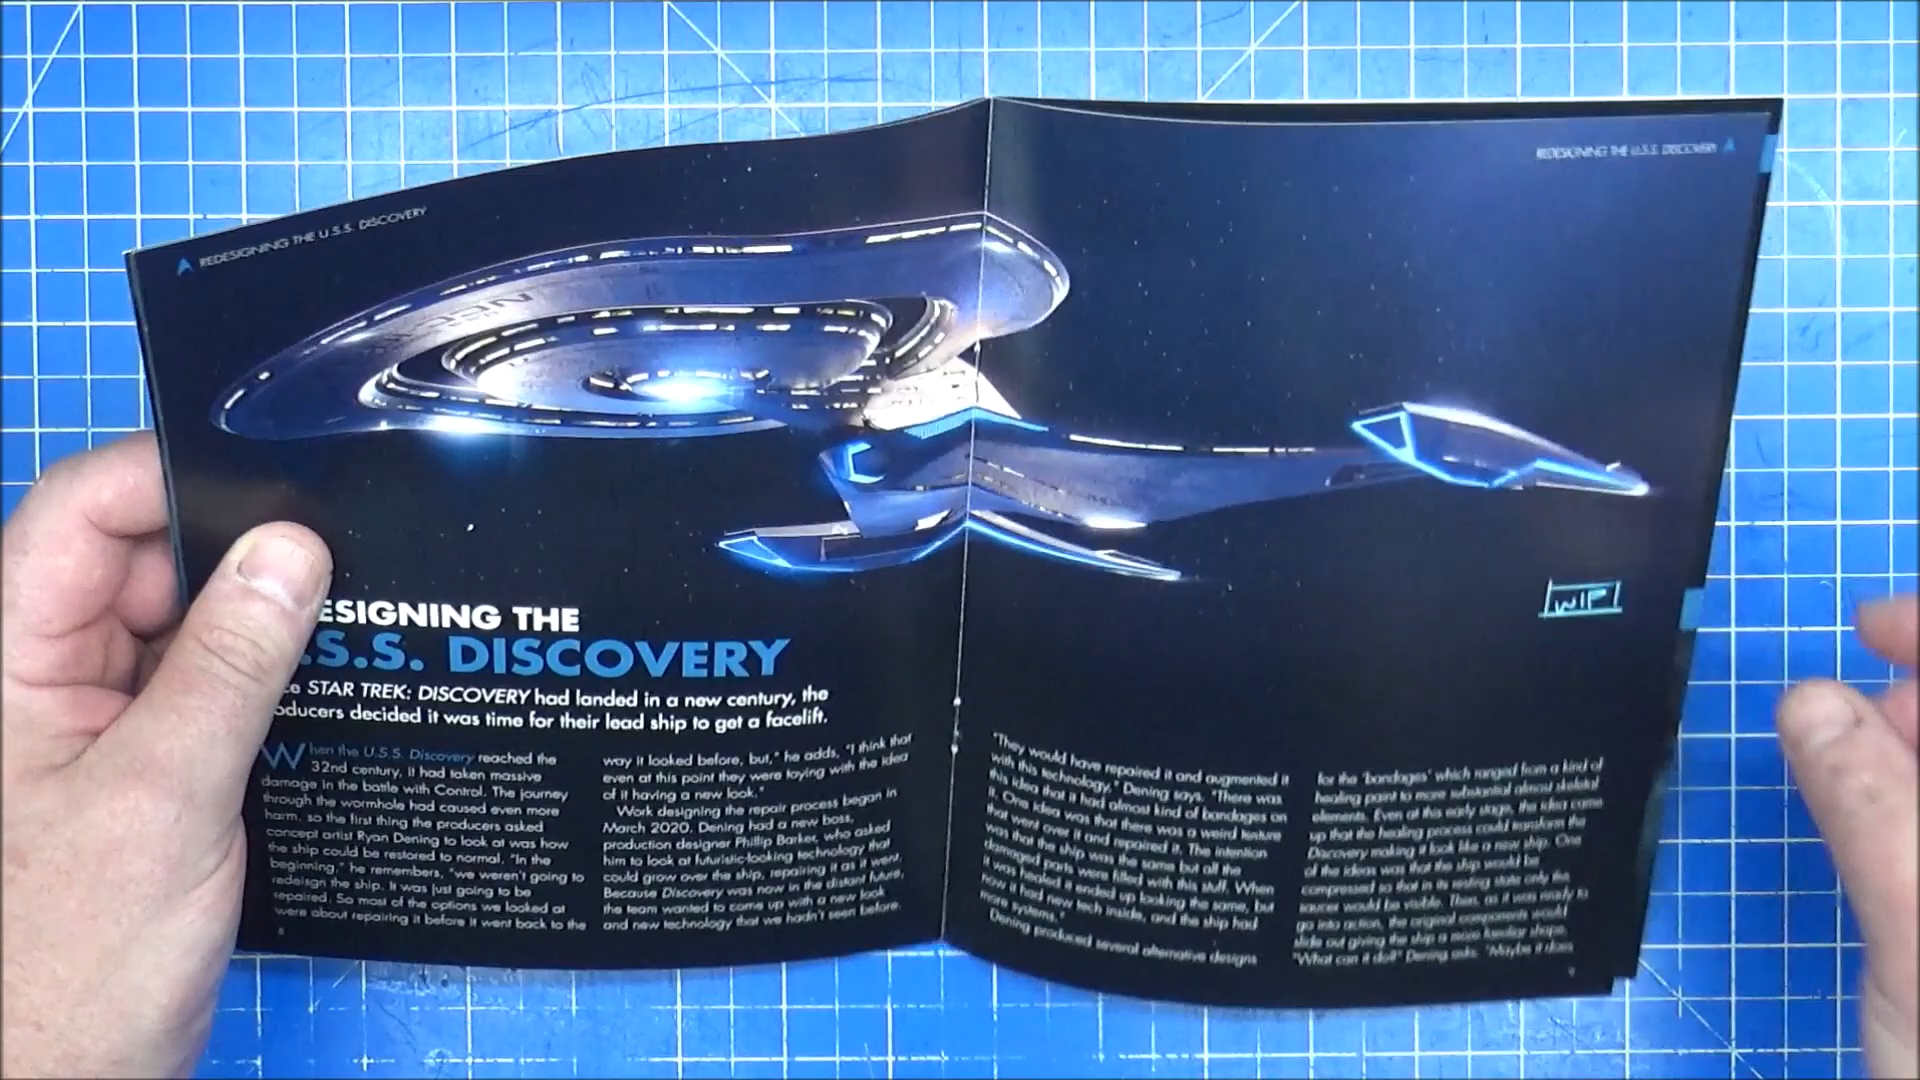 REDESIGNING THE U.S.S. DISCOVERY
REDESIGNING THE U.S.S. DISCOVERY
NCC-
WIP
ESIGNING THE
.S.S. DISCOVERY
STAR TREK: DISCOVERY had landed in a new century, the
oducers decided it was time for their lead ship to get a facelift.
When the U.S.S. Discovery reached the
32nd century, it had taken massive
damage in the battle with Control. The journey
through the wormhole had caused even more
harm, so the first thing the producers asked
concept artist Ryan Dening to look at was how
the ship could be restored to normal. "In the
beginning," he remembers, "we weren't going to
redeisgn the ship. It was just going to be
repaired. So most of the options we looked at
were about repairing it before it went back to the
way it looked before, but," he adds, "I think that
even at this point they were toying with the idea
of it having a new look."
Work designing the repair process began in
March 2020. Dening had a new boss,
production designer Phillip Barker, who asked
him to look at futuristic-looking technology that
could grow over the ship, repairing it as it went.
Because Discovery was now in the distant future,
the team wanted to come up with a new look
and new technology that we hadn't seen before.
"They would have repaired it and augmented it
with this technology," Dening says. "There was
this idea that it had almost kind of bandages on
it. One idea was that there was a weird texture
that went over it and repaired it. The intention
was that the ship was the same but all the
damaged parts were filled with this stuff. When
it was healed it ended up looking the same, but
now it had new tech inside, and the ship had
more systems."
Dening produced several alternative designs
for the 'bandages' which ranged from a kind of
healing paint to more substantial almost skeletal
elements. Even at this early stage, the idea came
up that the healing process could transform the
Discovery making it look like a new ship. One
of the ideas was that the ship would be
compressed so that in its resting state only the
saucer would be visible. Then, as it was ready to
go into action, the original components would
slide out giving the ship a more familiar shape.
"What can it do?" Dening asks. "Maybe it does
8
9